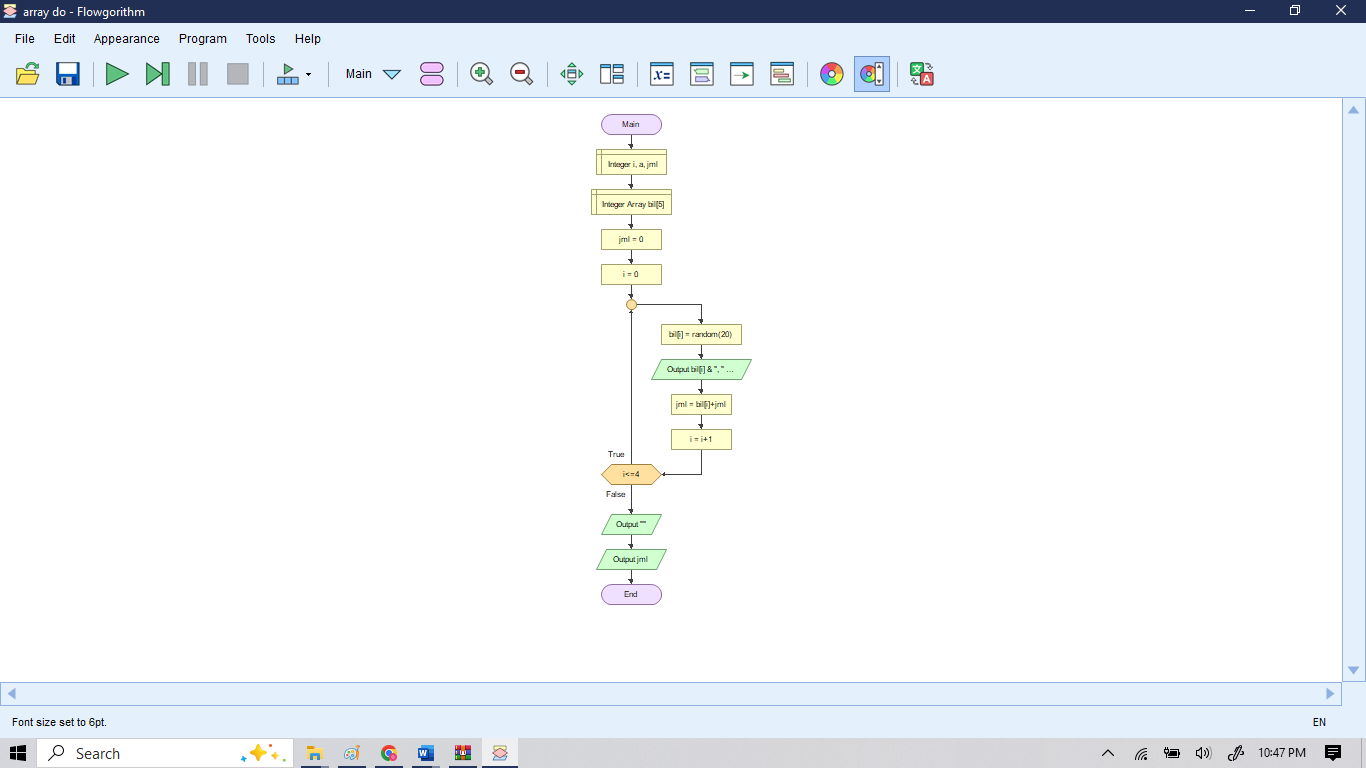 array do - Flowgorithm
File Edit Appearance Program Tools Help
Main
x=
文
A
Main
Integer i, a, jml
Integer Array bil[5]
jml = 0
i = 0
bil[i] = random(20)
Output bil[i] & ", " ...
jml = bil[i]+jml
i = i+1
True
i<=4
False
Output ""
Output jml
End
Font size set to 6pt.
EN
Search
10:47 PM